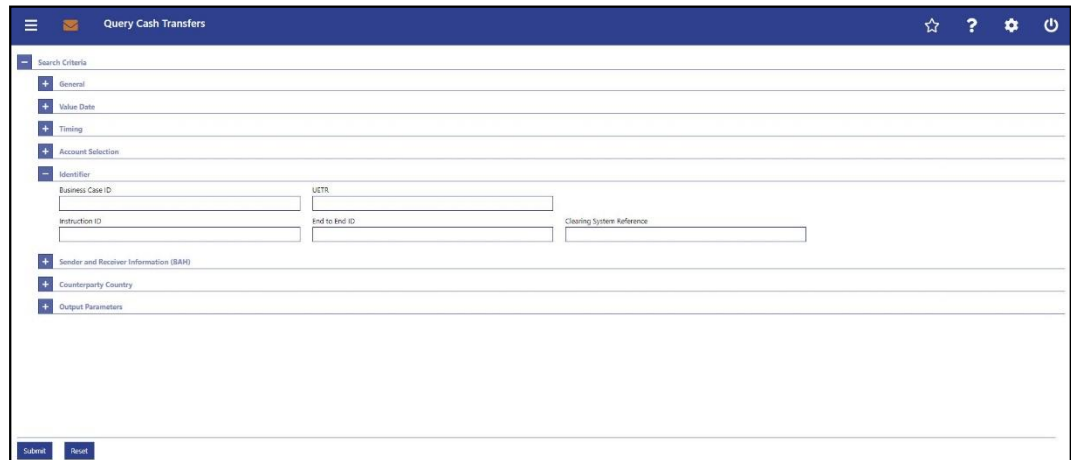 Query Cash Transfers
?
Search Criteria
General
Value Date
Timing
Account Selection
Identifier
Business Case ID UETR
Instruction ID End to End ID Clearing System Reference
Sender and Receiver Information (BAH)
Counterparty Country
Output Parameters
Submit Reset